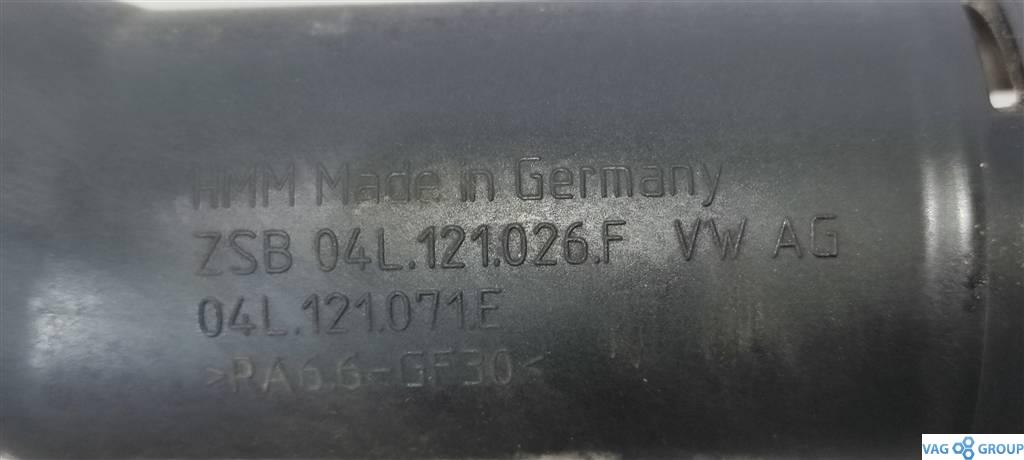 HMM Made in Germany
ZSB 04L.121.026.F VW AG
04L.121.071.E
>PA6.6-GF30<
VAG GROUP